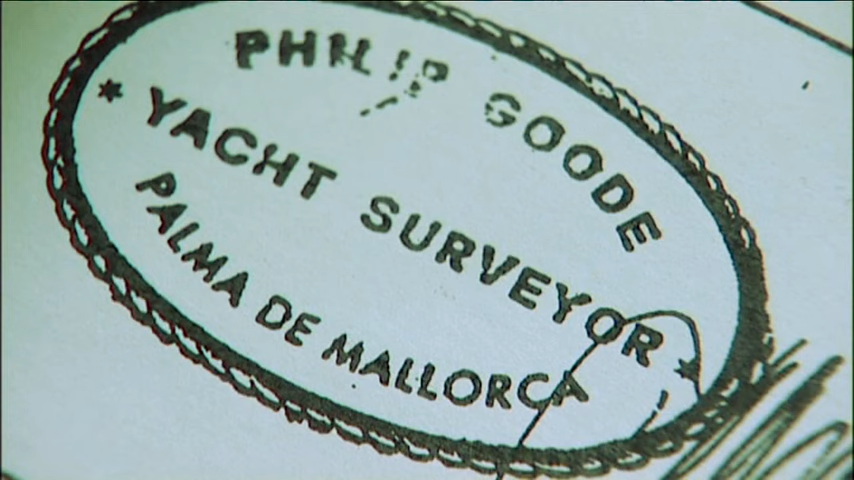 PHILIP GOODE
* YACHT SURVEYOR *
PALMA DE MALLORCA